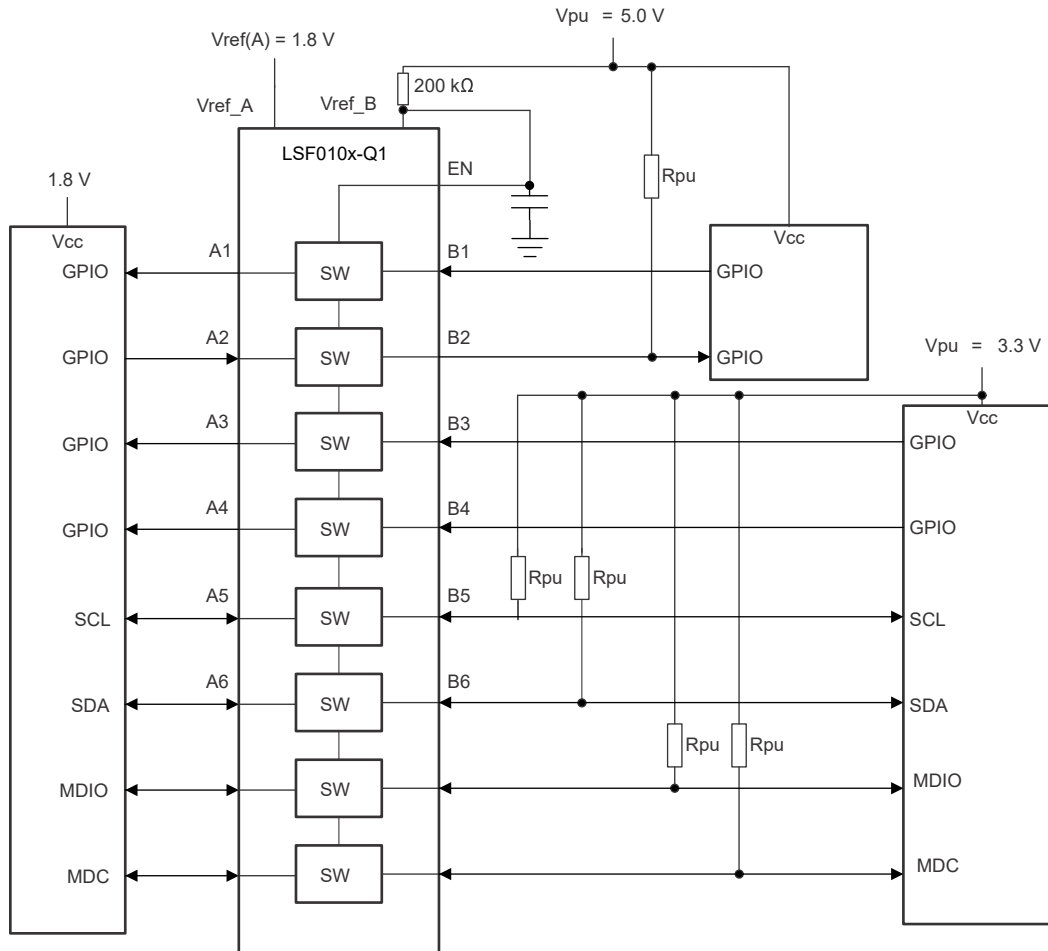 Vpu = 5.0 V
Vref(A) = 1.8 V
200 kΩ
Vref_A
Vref_B
LSF010x-Q1
EN
Rpu
1.8 V
Vcc
Vcc
GPIO
A1
SW
B1
GPIO
GPIO
A2
SW
B2
GPIO
Vpu = 3.3 V
Vcc
GPIO
A3
SW
B3
GPIO
GPIO
A4
SW
B4
GPIO
Rpu
Rpu
SCL
A5
SW
B5
SCL
SDA
A6
SW
B6
SDA
Rpu
Rpu
MDIO
SW
MDIO
MDC
SW
MDC